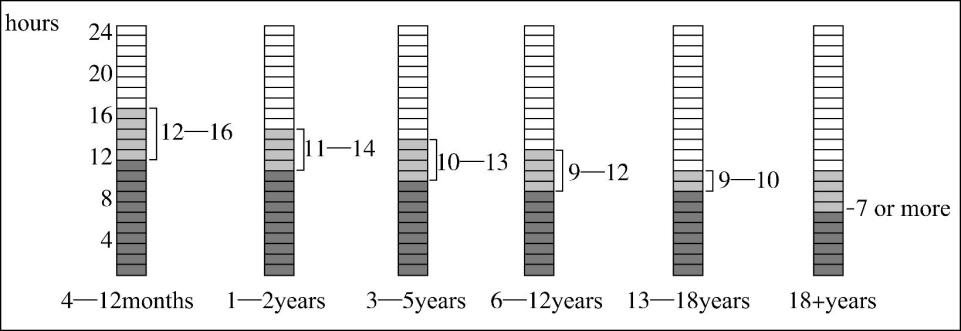 hours
24
20
16
12
8
4
12—16
11—14
10—13
9—12
9—10
7 or more
4—12months
1—2years
3—5years
6—12years
13—18years
18+years